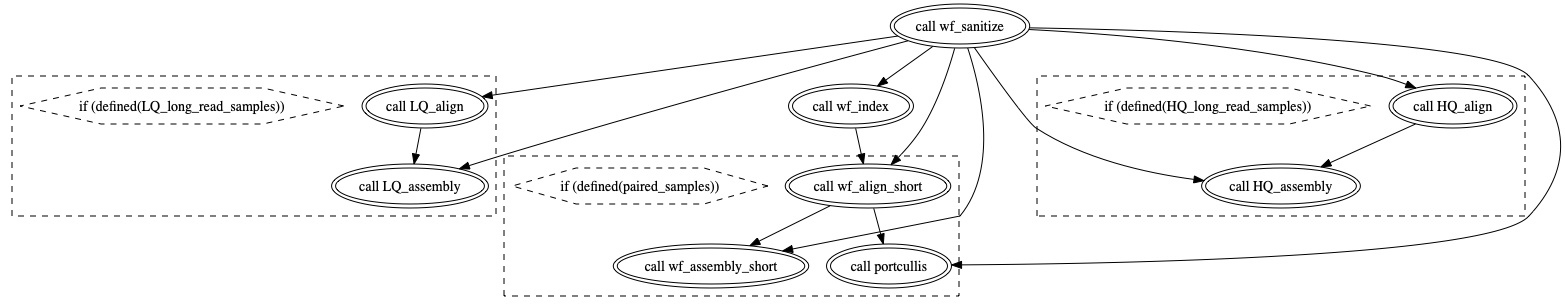 call wf_sanitize
if (defined(LQ_long_read_samples))
call LQ_align
call wf_index
if (defined(HQ_long_read_samples))
call HQ_align
call LQ_assembly
if (defined(paired_samples))
call wf_align_short
call HQ_assembly
call wf_assembly_short
call portcullis